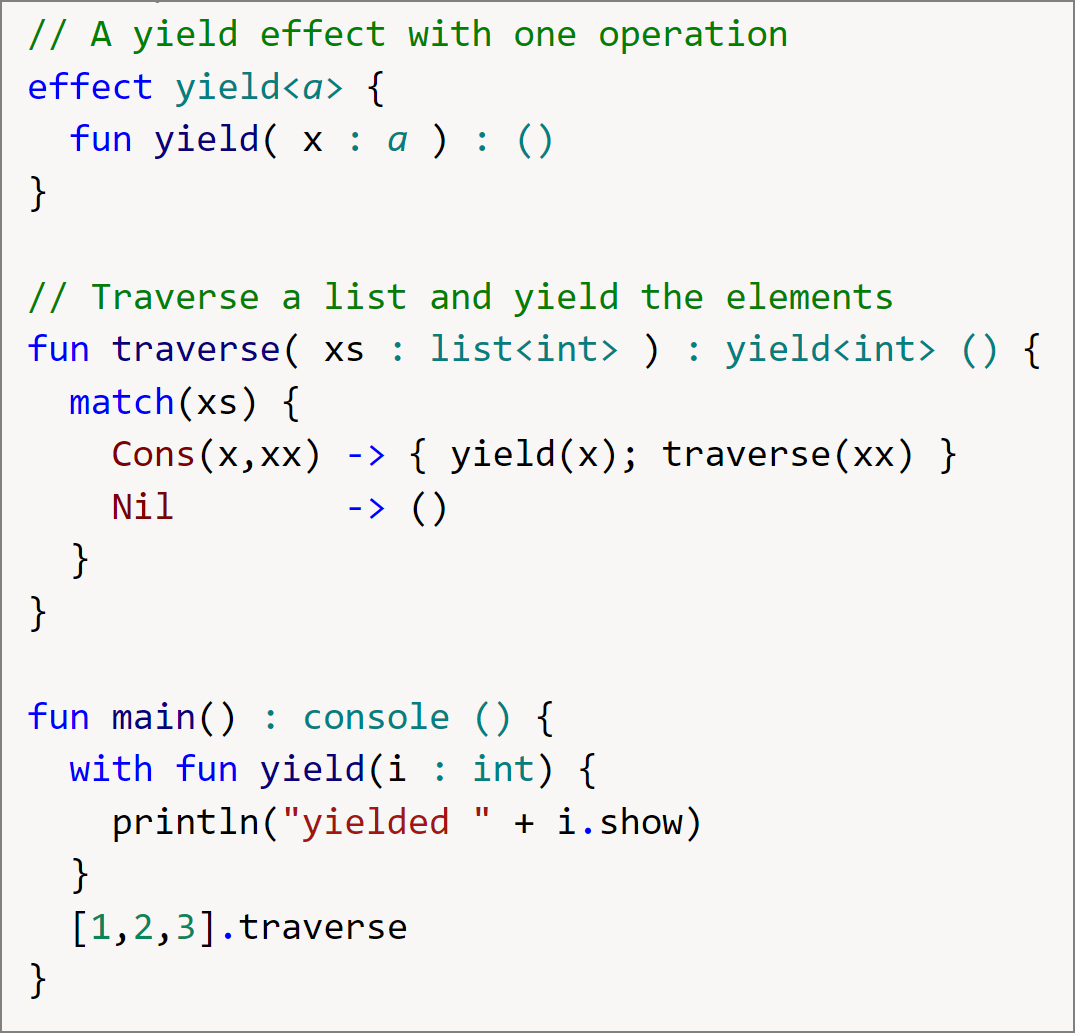 // A yield effect with one operation
effect yield<a> {
  fun yield( x : a ) : ()
}

// Traverse a list and yield the elements
fun traverse( xs : list<int> ) : yield<int> () {
  match(xs) {
    Cons(x,xx) -> { yield(x); traverse(xx) }
    Nil        -> ()
  }
}

fun main() : console () {
  with fun yield(i : int) {
    println("yielded " + i.show)
  }
  [1,2,3].traverse
}